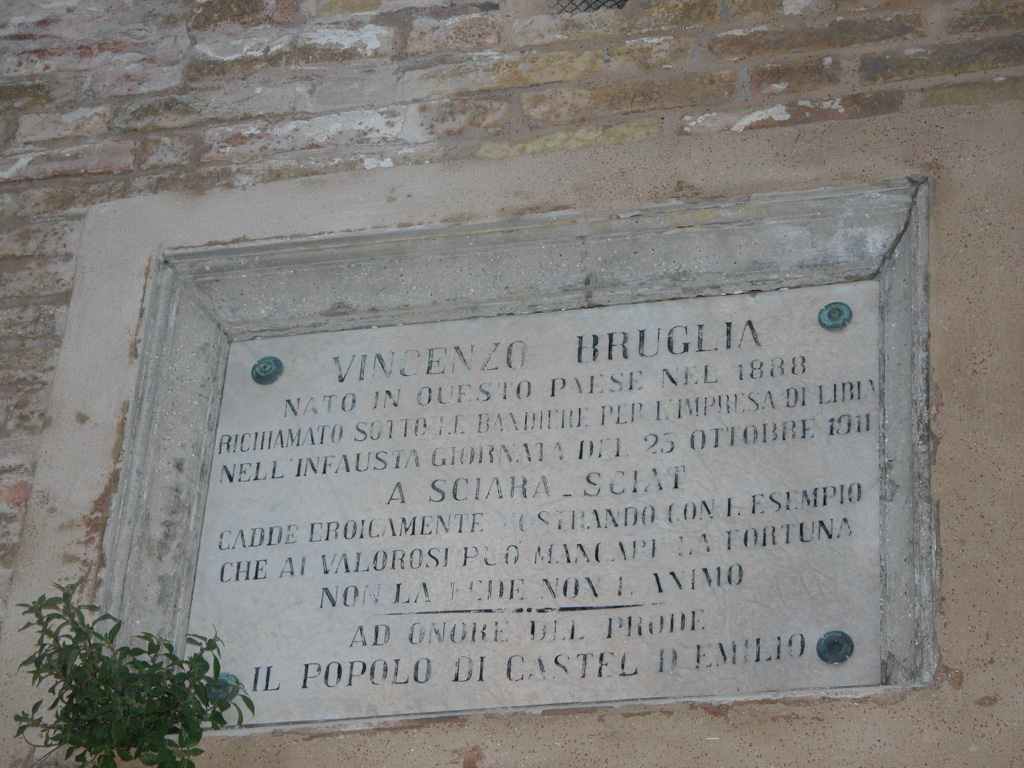 VINCENZO BRUGLIA
NATO IN QUESTO PAESE NEL 1888
RICHIAMATO SOTTO LE BANDIERE PER L'IMPRESA DI LIBIA
NELL'INFAUSTA GIORNATA DEL 23 OTTOBRE 1911
A SCIARA-SCIAT
CADDE EROICAMENTE MOSTRANDO CON L'ESEMPIO
CHE AI VALOROSI PUÒ MANCARE LA FORTUNA
NON LA FEDE NON L'ANIMO
AD ONORE DEL PRODE
IL POPOLO DI CASTEL D'EMILIO